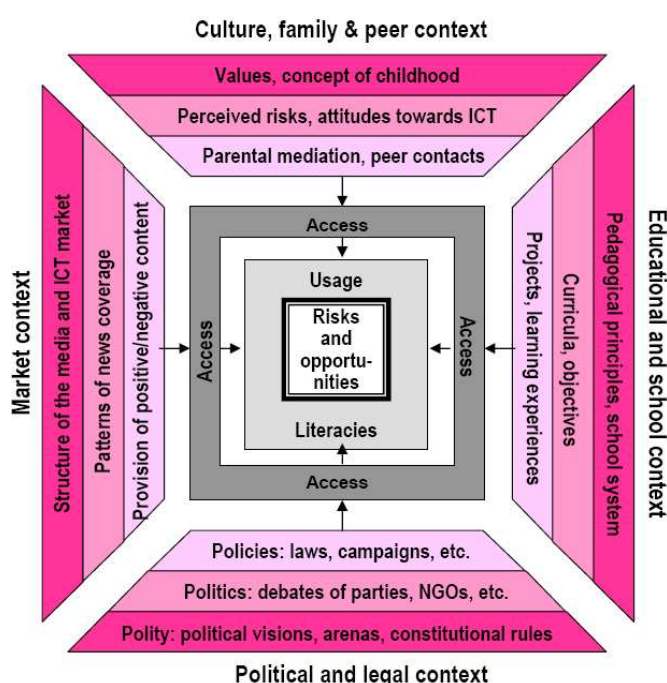 Culture, family & peer context
Values, concept of childhood
Perceived risks, attitudes towards ICT
Parental mediation, peer contacts
Market context
Structure of the media and ICT market
Patterns of news coverage
Provision of positive/negative content
Access
Access
Usage
Risks
and
opportu-
nities
Literacies
Access
Access
Projects, learning experiences
Curricula, objectives
Pedagogical principles, school system
Educational and school context
Policies: laws, campaigns, etc.
Politics: debates of parties, NGOs, etc.
Polity: political visions, arenas, constitutional rules
Political and legal context